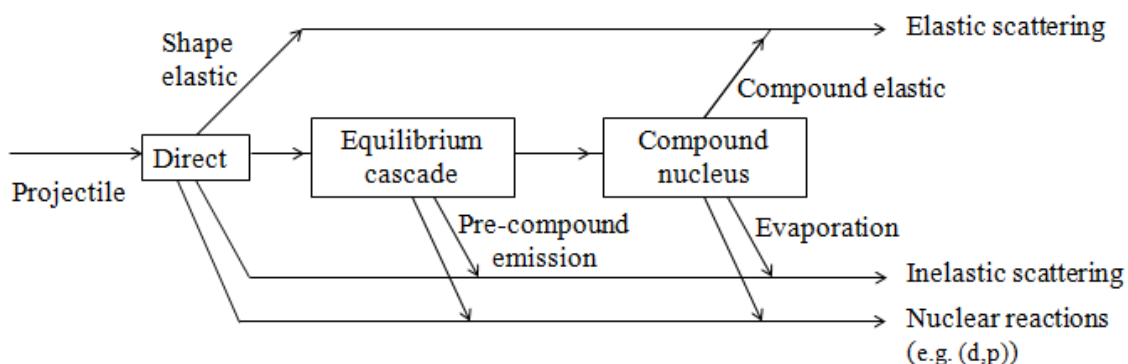 Shape
elastic
Elastic scattering
Compound elastic
Projectile
Direct
Equilibrium
cascade
Compound
nucleus
Pre-compound
emission
Evaporation
Inelastic scattering
Nuclear reactions
(e.g. (d,p))